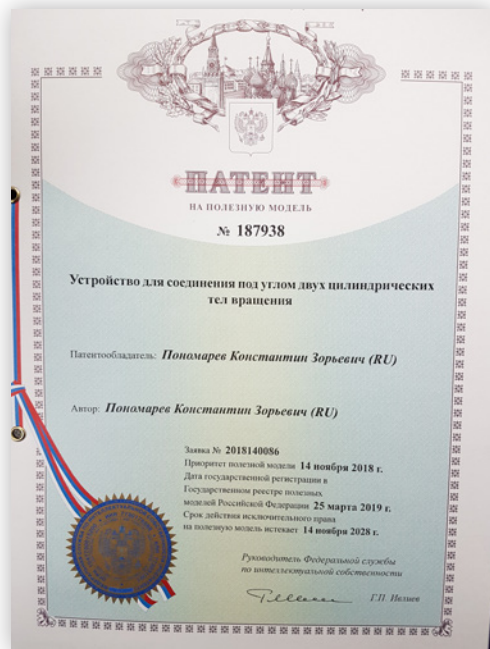 ПАТЕНТ
НА ПОЛЕЗНУЮ МОДЕЛЬ
№ 187938
Устройство для соединения под углом двух цилиндрических
тел вращения
Патентообладатель: Пономарев Константин Зорьевич (RU)
Автор: Пономарев Константин Зорьевич (RU)
Заявка № 2018140086
Приоритет полезной модели 14 ноября 2018 г.
Дата государственной регистрации в
Государственном реестре полезных
моделей Российской Федерации 25 марта 2019 г.
Срок действия исключительного права
на полезную модель истекает 14 ноября 2028 г.
Руководитель Федеральной службы
по интеллектуальной собственности
Г.П. Ивлиев